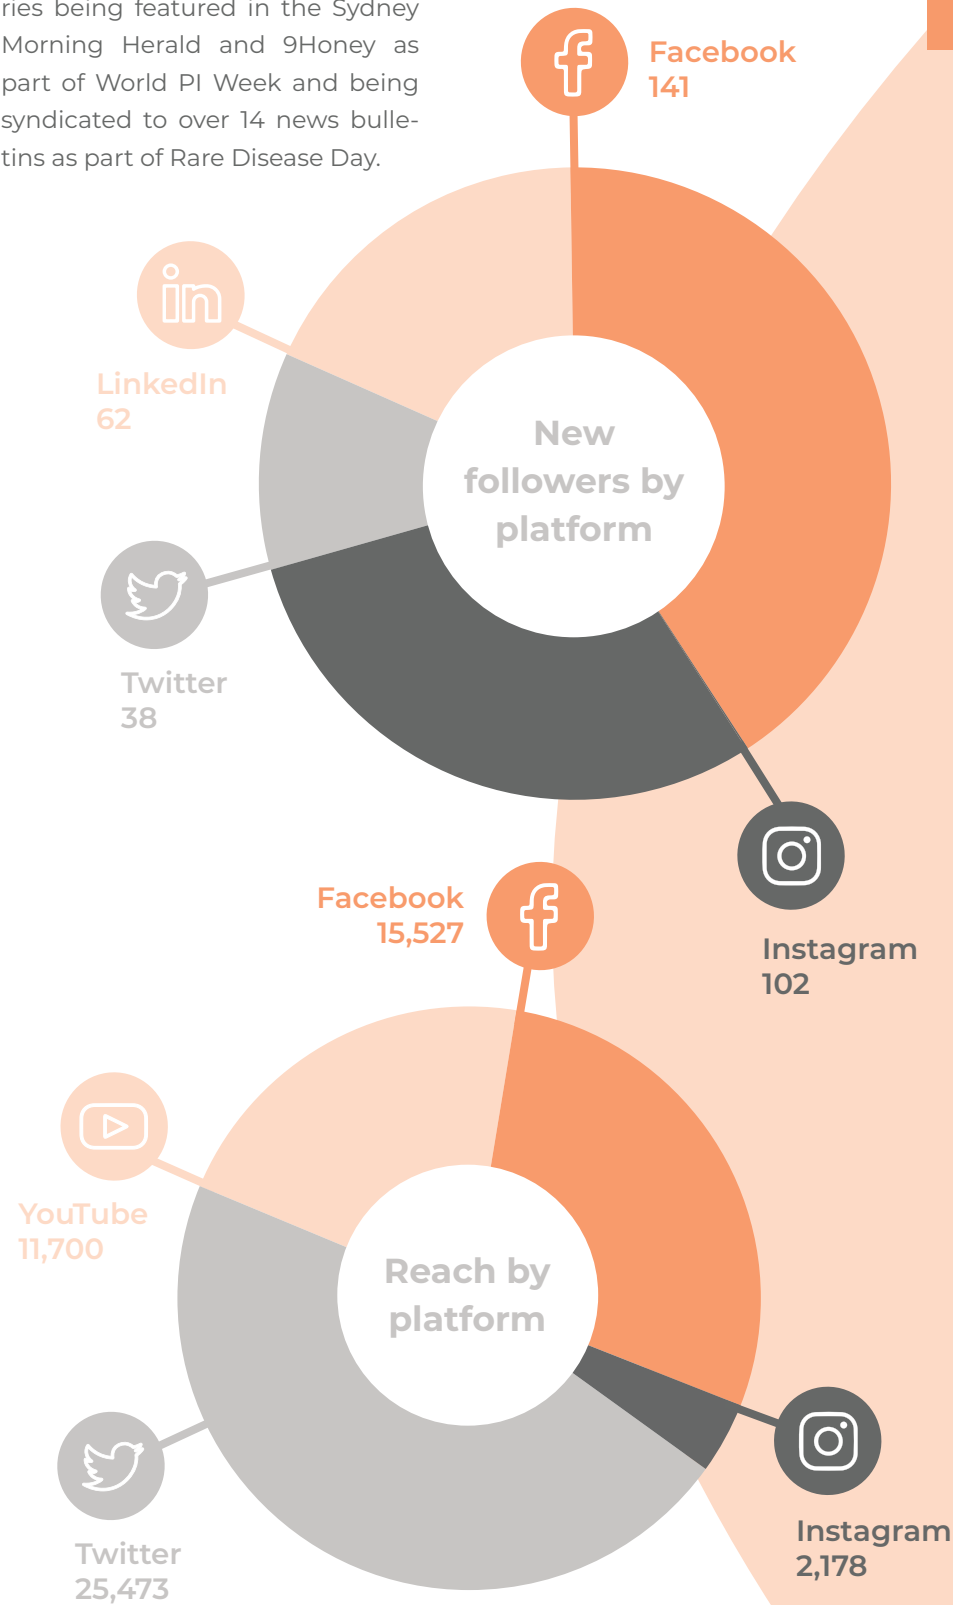 ries being featured in the Sydney
Morning Herald and 9Honey as
part of World PI Week and being
syndicated to over 14 news bulle-
tins as part of Rare Disease Day.
Facebook
141
in
LinkedIn
62
New
followers by
platform
Twitter
38
Instagram
102
Facebook
15,527
YouTube
11,700
Reach by
platform
Twitter
25,473
Instagram
2,178